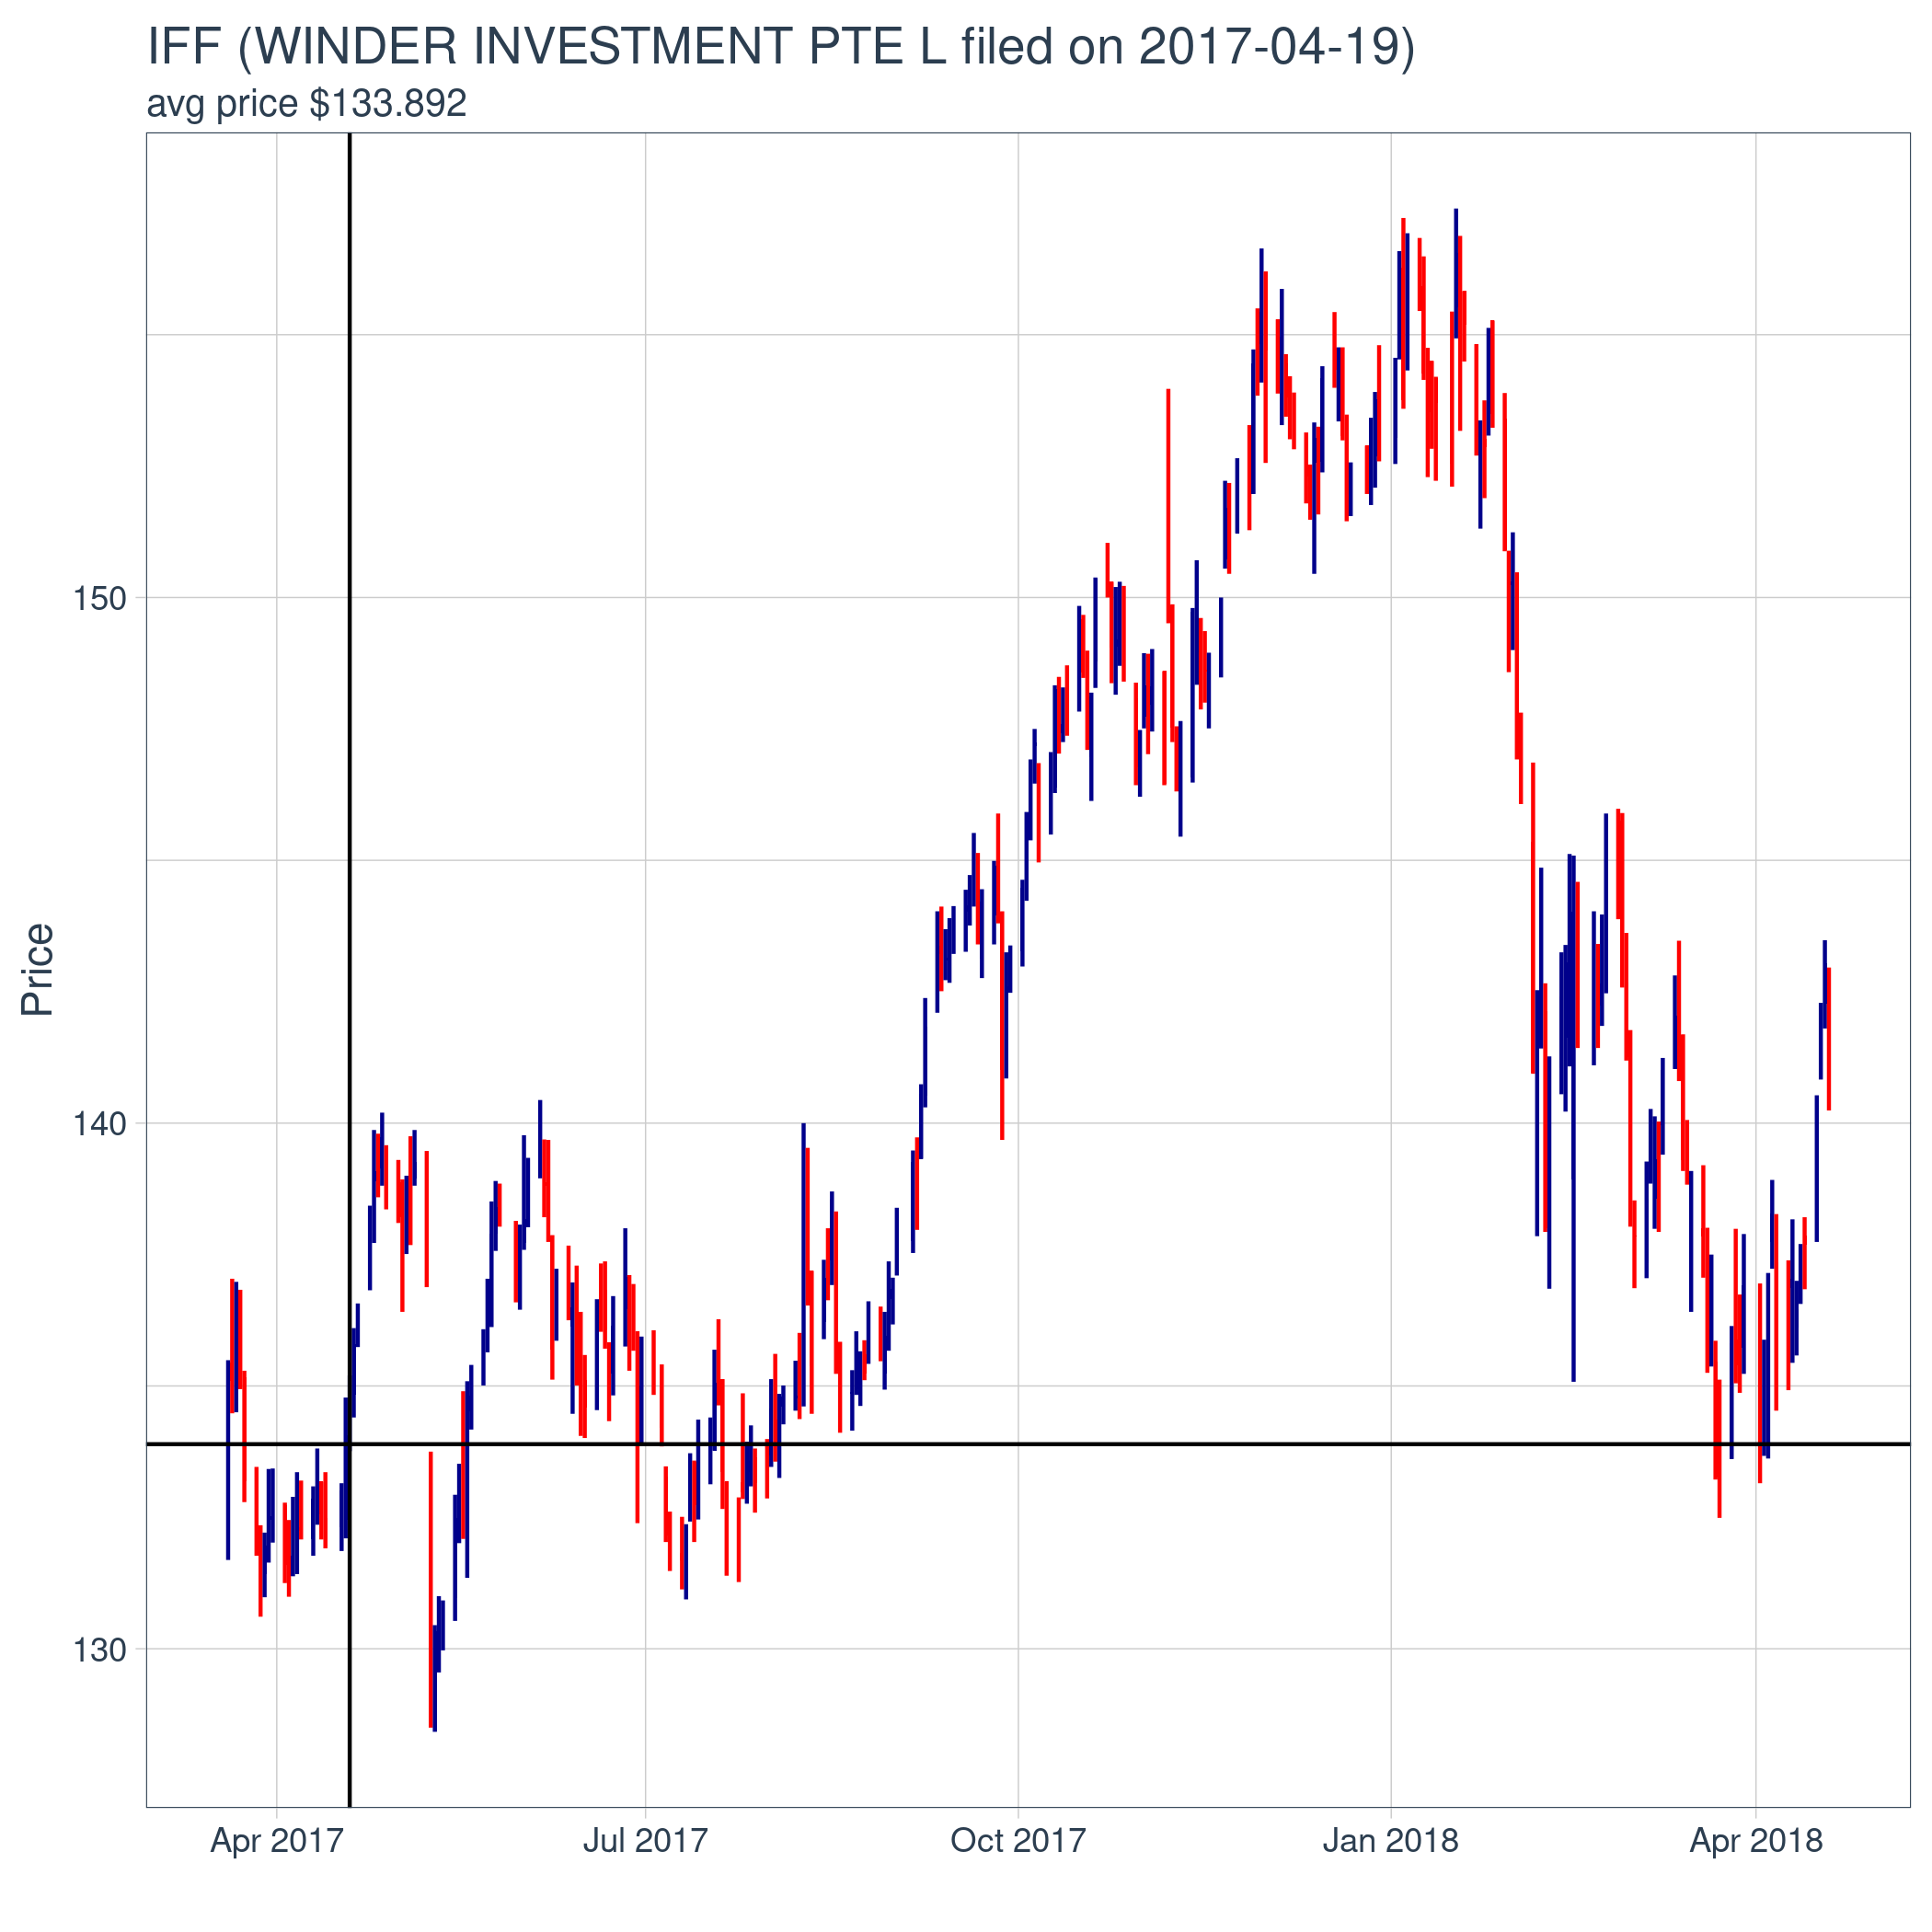 IFF (WINDER INVESTMENT PTE L filed on 2017-04-19)
avg price $133.892
Price
150
140
130
Apr 2017
Jul 2017
Oct 2017
Jan 2018
Apr 2018